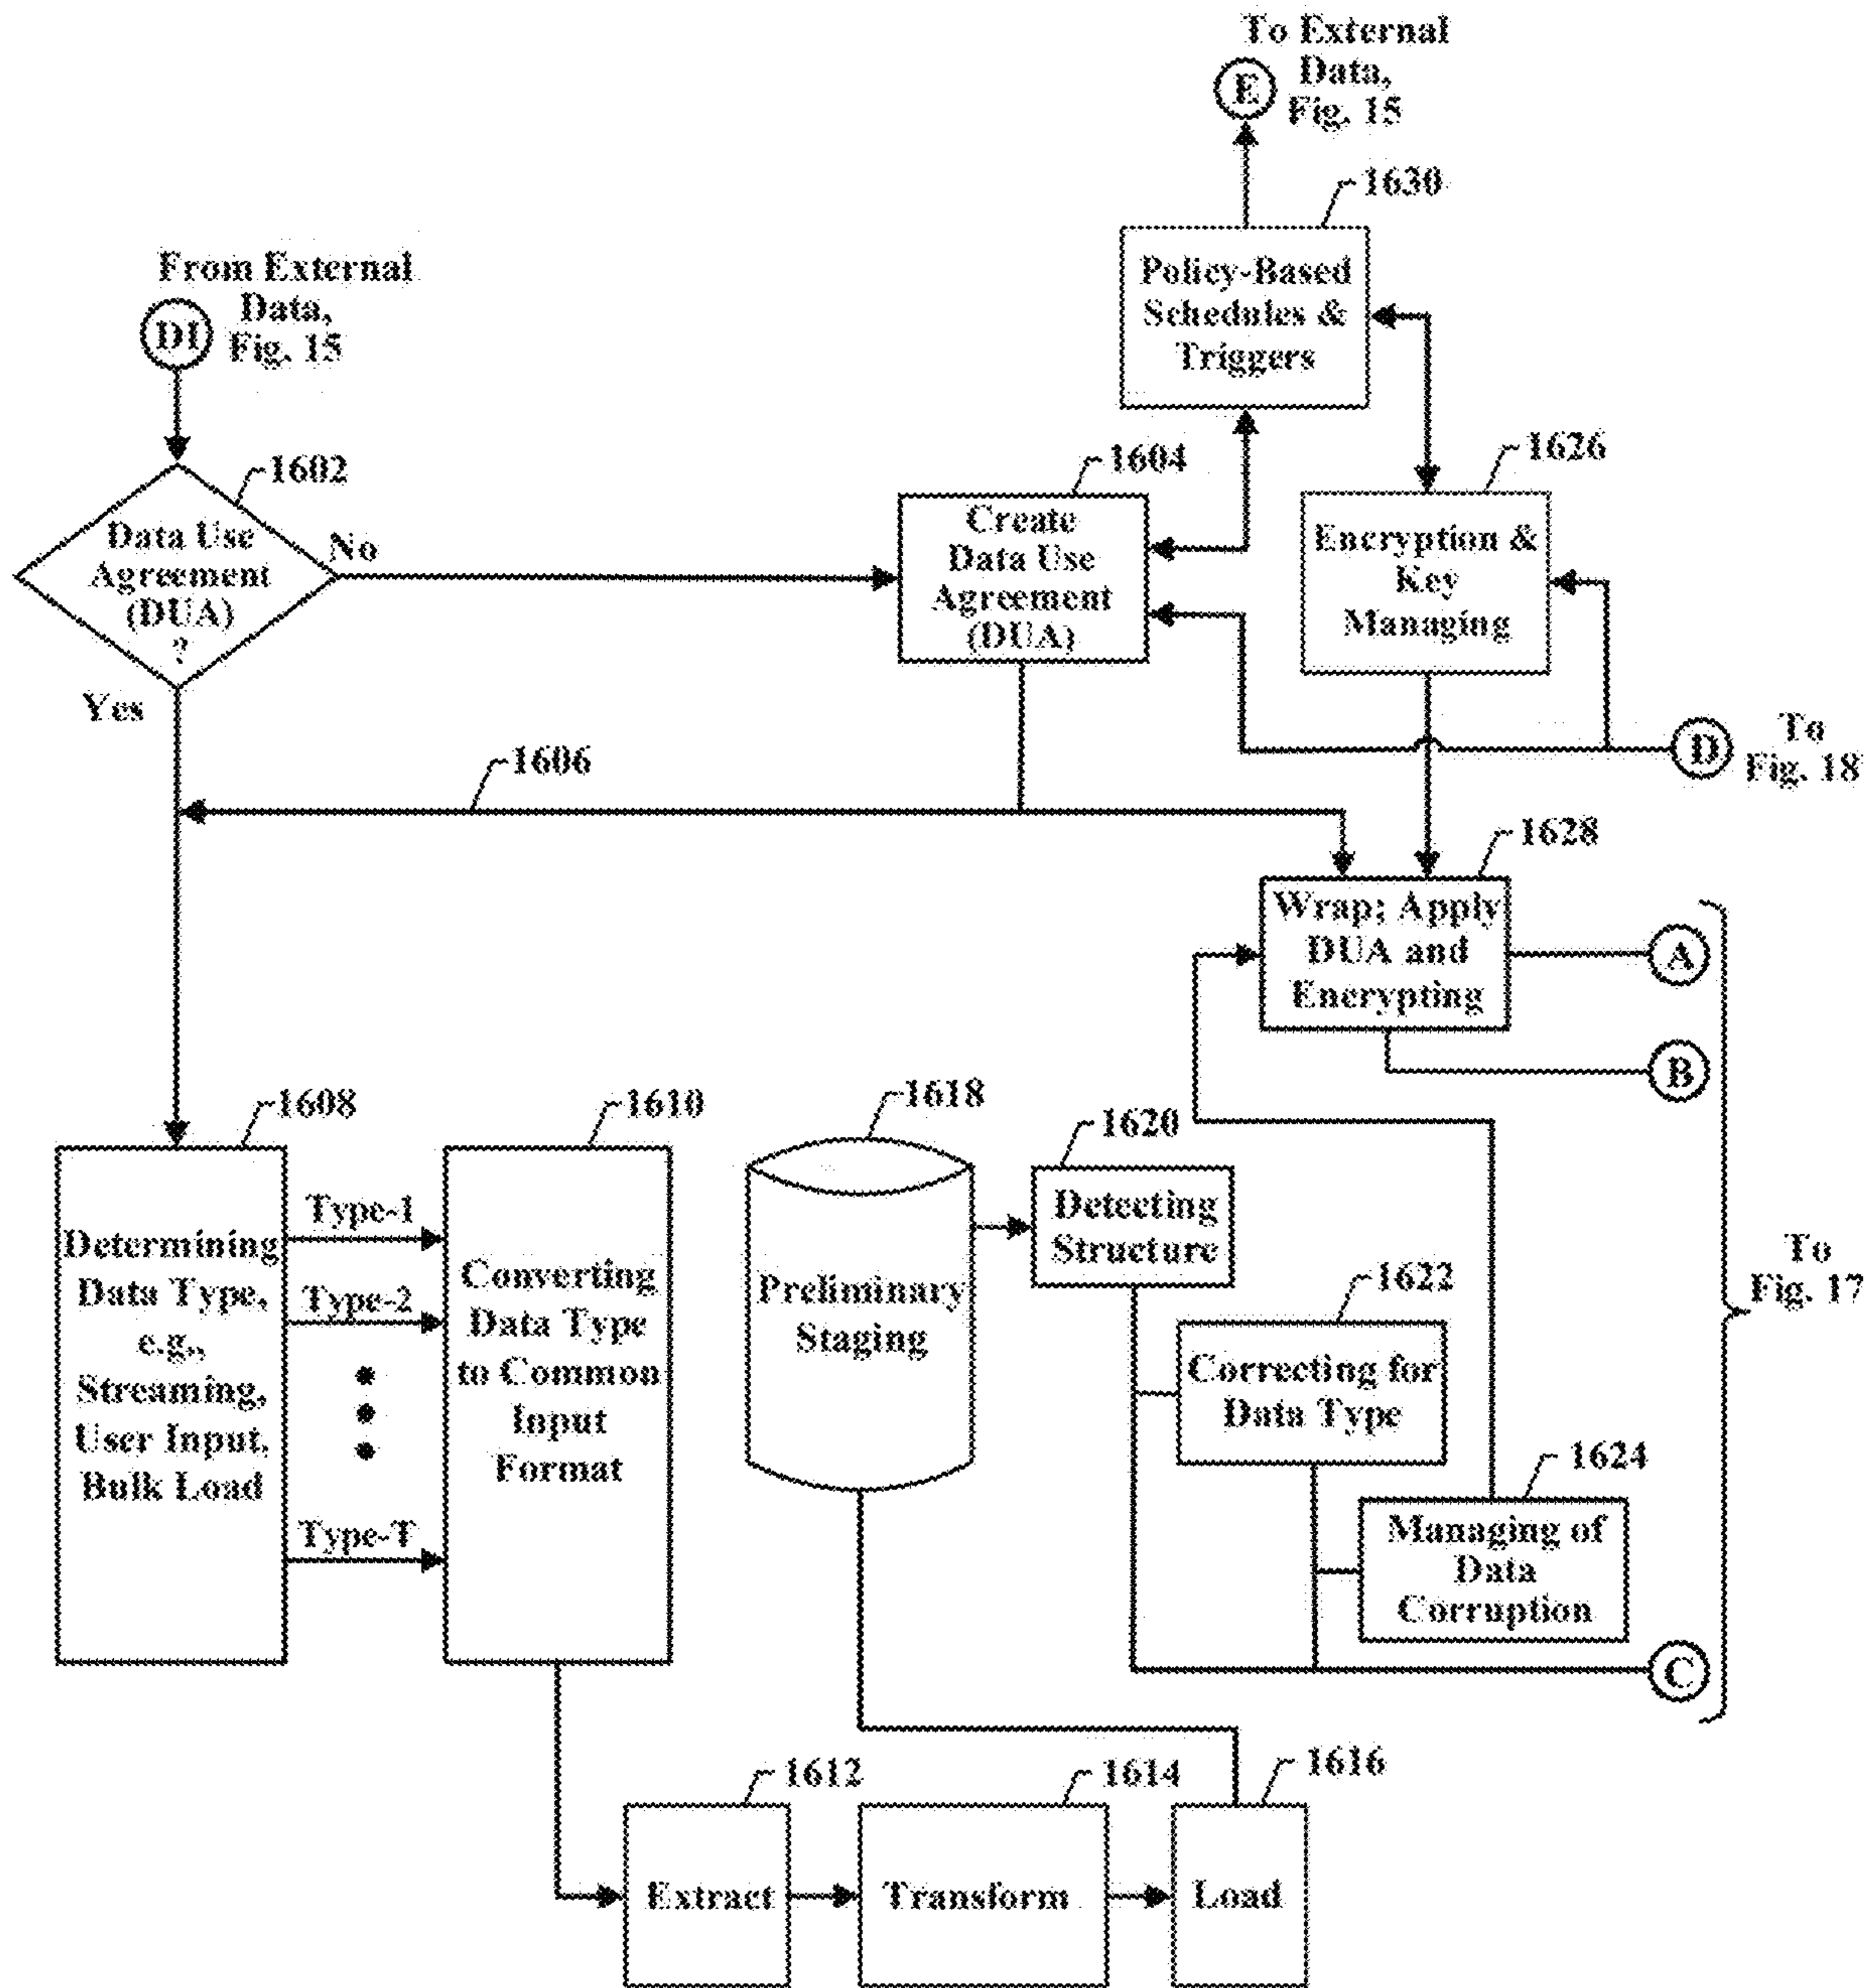 To External
Data,
Fig. 15
E
1630
Policy-Based
Schedules &
Triggers
From External
Data,
Fig. 15
D1
1602
Data Use
Agreement
(DUA)
?
No
Yes
1604
Create
Data Use
Agreement
(DUA)
1626
Encryption &
Key
Managing
D
To
Fig. 18
1606
1628
Wrap; Apply
DUA and
Encrypting
A
B
1608
Determining
Data Type,
e.g.,
Streaming,
User Input,
Bulk Load
Type-1
Type-2
Type-T
1610
Converting
Data Type
to Common
Input
Format
1618
Preliminary
Staging
1620
Detecting
Structure
1622
Correcting for
Data Type
1624
Managing of
Data
Corruption
C
To
Fig. 17
1612
Extract
1614
Transform
1616
Load